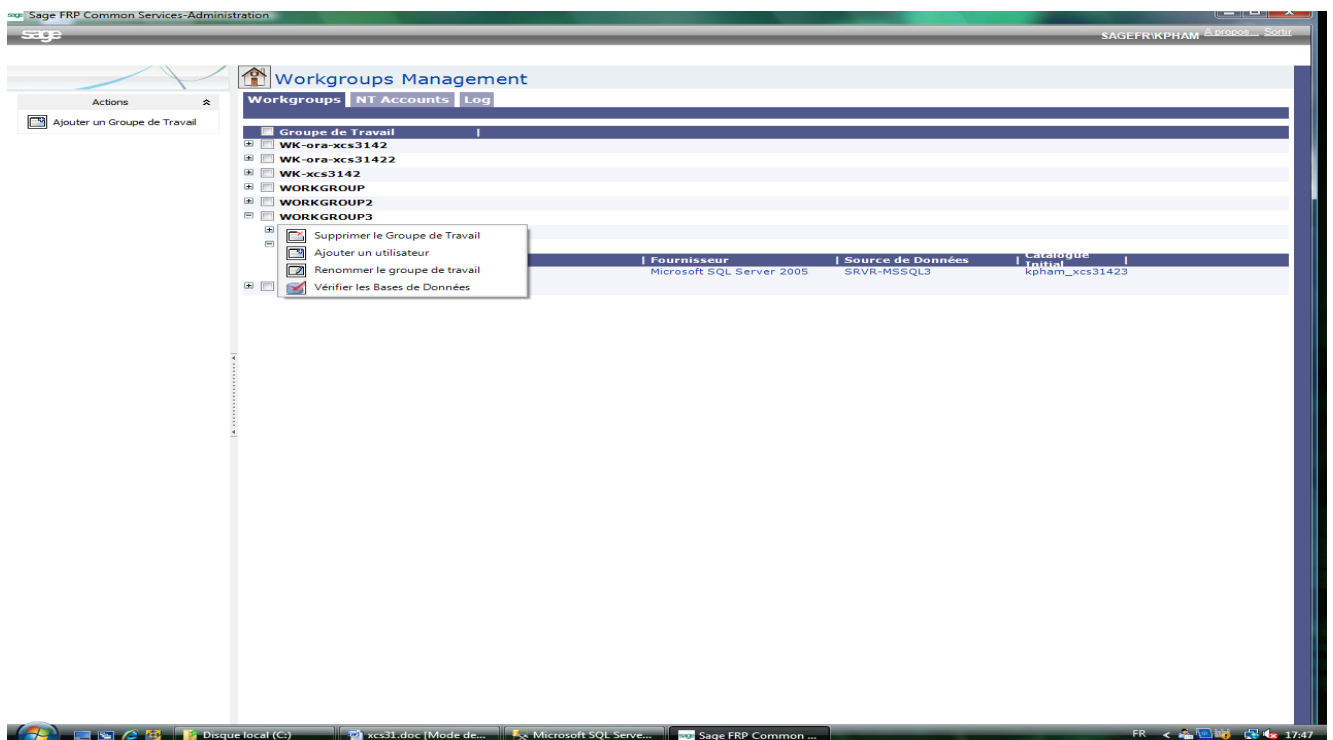 Sage FRP Common Services-Administration
sage
SAGEFR\KPHAM A propos... Sortir
Workgroups Management
Actions
Workgroups NT Accounts Log
Ajouter un Groupe de Travail
Groupe de Travail |
WK-ora-xcs3142
WK-ora-xcs31422
WK-xcs3142
WORKGROUP
WORKGROUP2
WORKGROUP3
Supprimer le Groupe de Travail
Ajouter un utilisateur
| Fournisseur | Source de Données | Catalogue Initial |
Renommer le groupe de travail
Microsoft SQL Server 2005 SRVR-MSSQL3 kpham_xcs31423
Vérifier les Bases de Données
Disque local (C:) xcs31.doc [Mode de... Microsoft SQL Serve... Sage FRP Common ... FR < 17:47